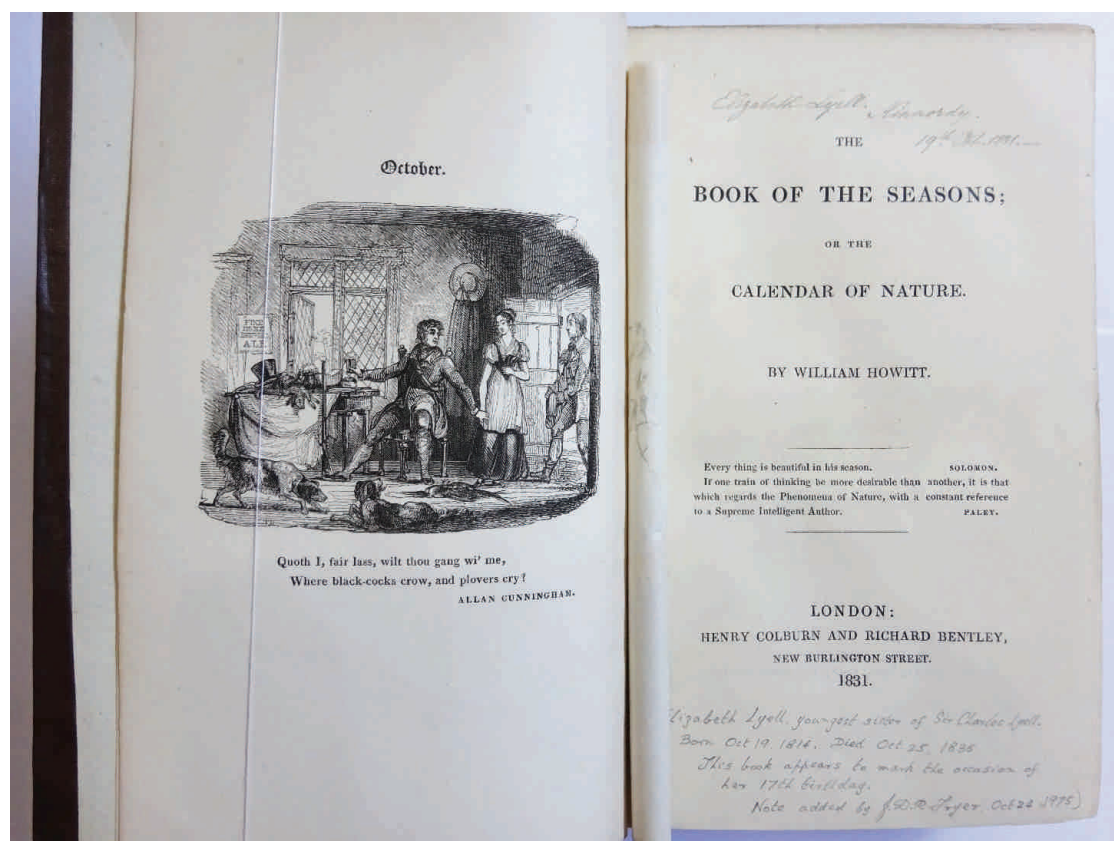 October.
ALE
Quoth I, fair lass, wilt thou gang wi' me,
Where black-cocks crow, and plovers cry?
ALLAN CUNNINGHAM.
Elizabeth Lyell. Kinnordy.
19th
THE
BOOK OF THE SEASONS;
OR THE
CALENDAR OF NATURE.
BY WILLIAM HOWITT.
Every thing is beautiful in his season. SOLOMON.
If one train of thinking be more desirable than another, it is that
which regards the Phenomena of Nature, with a constant reference
to a Supreme Intelligent Author. PALEY.
LONDON:
HENRY COLBURN AND RICHARD BENTLEY,
NEW BURLINGTON STREET.
1831.
Elizabeth Lyell. youngest sister of Sir Charles Lyell.
Born Oct 19. 1814. Died Oct 25, 1836
This book appears to mark the occasion of
her 17th birthday.
Note added by J.D.R. Fryer Oct 24 1975)